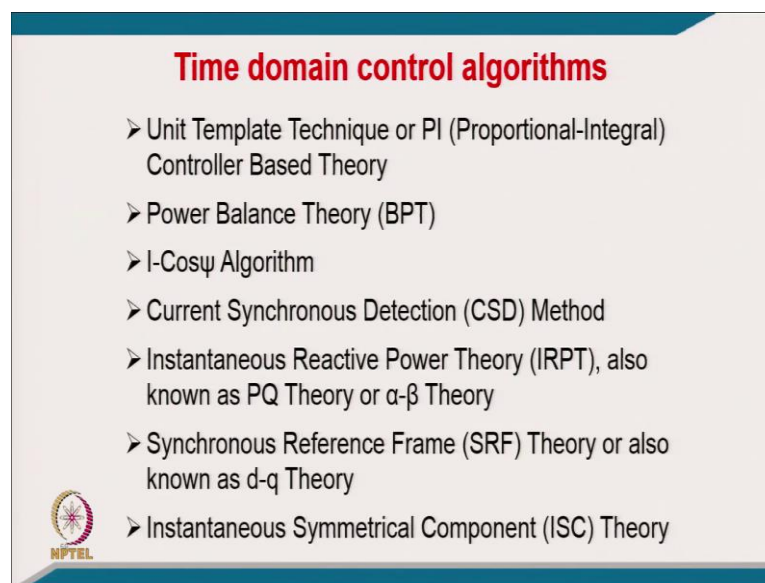 Time domain control algorithms
➢ Unit Template Technique or PI (Proportional-Integral)
Controller Based Theory
➢ Power Balance Theory (BPT)
➢ I-Cosψ Algorithm
➢ Current Synchronous Detection (CSD) Method
➢ Instantaneous Reactive Power Theory (IRPT), also
known as PQ Theory or α-β Theory
➢ Synchronous Reference Frame (SRF) Theory or also
known as d-q Theory
➢ Instantaneous Symmetrical Component (ISC) Theory
NPTEL